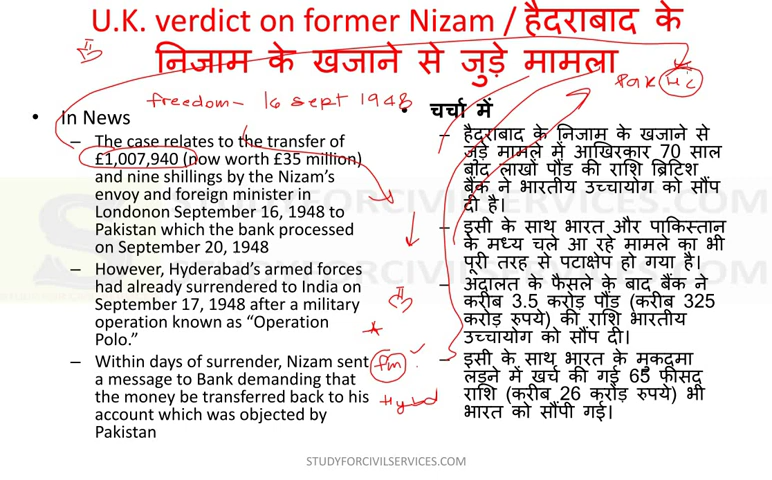 U.K. verdict on former Nizam / हैदराबाद के
निजाम के खजाने से जुड़े मामला
Pak HC
freedom - 16 sept 1948
• In News
– The case relates to the transfer of
£1,007,940 (now worth £35 million)
and nine shillings by the Nizam's
envoy and foreign minister in
Londonon September 16, 1948 to
Pakistan which the bank processed
on September 20, 1948
– However, Hyderabad's armed forces
had already surrendered to India on
September 17, 1948 after a military
operation known as "Operation
Polo."
– Within days of surrender, Nizam sent
a message to Bank demanding that
the money be transferred back to his
account which was objected by
Pakistan
fm
Hybd
• चर्चा में
– हैदराबाद के निजाम के खजाने से
जुड़े मामले में आखिरकार 70 साल
बाद लाखों पौंड की राशि ब्रिटिश
बैंक ने भारतीय उच्चायोग को सौंप
दी है।
– इसी के साथ भारत और पाकिस्तान
के मध्य चले आ रहे मामले का भी
पूरी तरह से पटाक्षेप हो गया है।
– अदालत के फैसले के बाद बैंक ने
करीब 3.5 करोड़ पौंड (करीब 325
करोड़ रुपये) की राशि भारतीय
उच्चायोग को सौंप दी।
– इसी के साथ भारत के मुकदमा
लड़ने में खर्च की गई 65 फीसद
राशि (करीब 26 करोड़ रुपये) भी
भारत को सौंपी गई।
STUDYFORCIVILSERVICES.COM